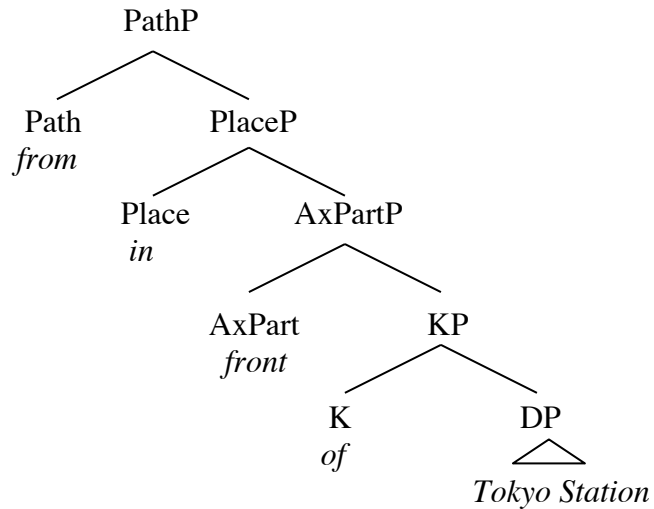 PathP
Path PlaceP
from
Place AxPartP
in
AxPart KP
front
K DP
of
Tokyo Station